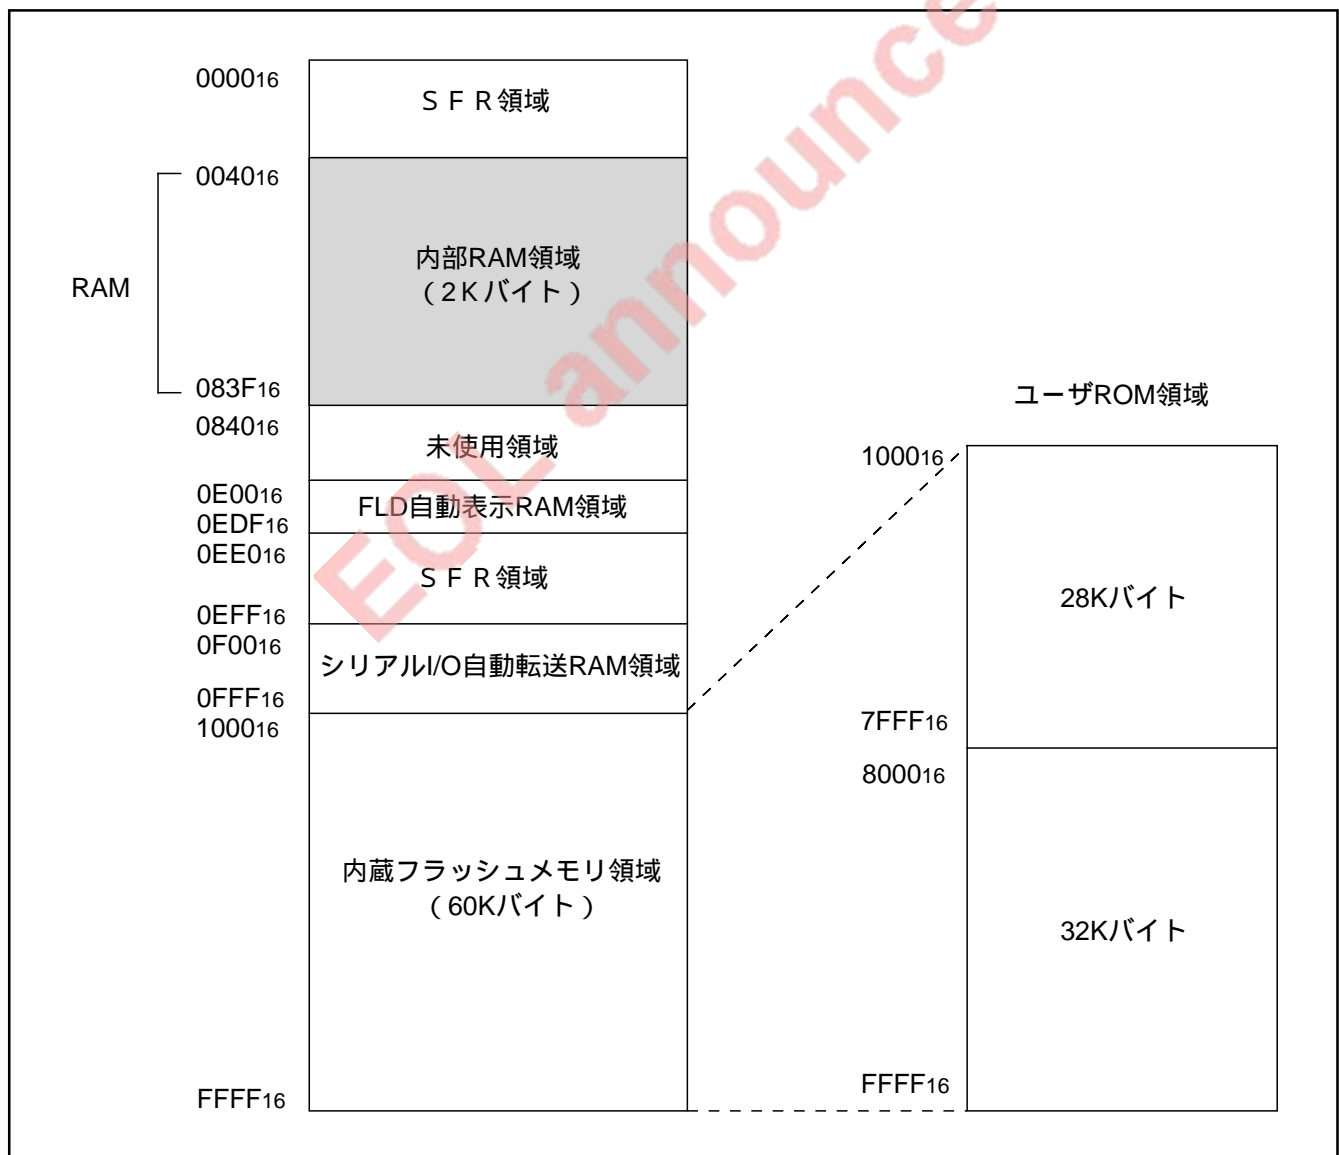 000016
ＳＦＲ領域
004016
内部RAM領域
（2Kバイト）
RAM
083F16
084016
未使用領域
0E0016
FLD自動表示RAM領域
0EDF16
0EE016
ＳＦＲ領域
0EFF16
0F0016
シリアルI/O自動転送RAM領域
0FFF16
100016
内蔵フラッシュメモリ領域
（60Kバイト）
FFFF16
ユーザROM領域
100016
28Kバイト
7FFF16
800016
32Kバイト
FFFF16
EOL announce